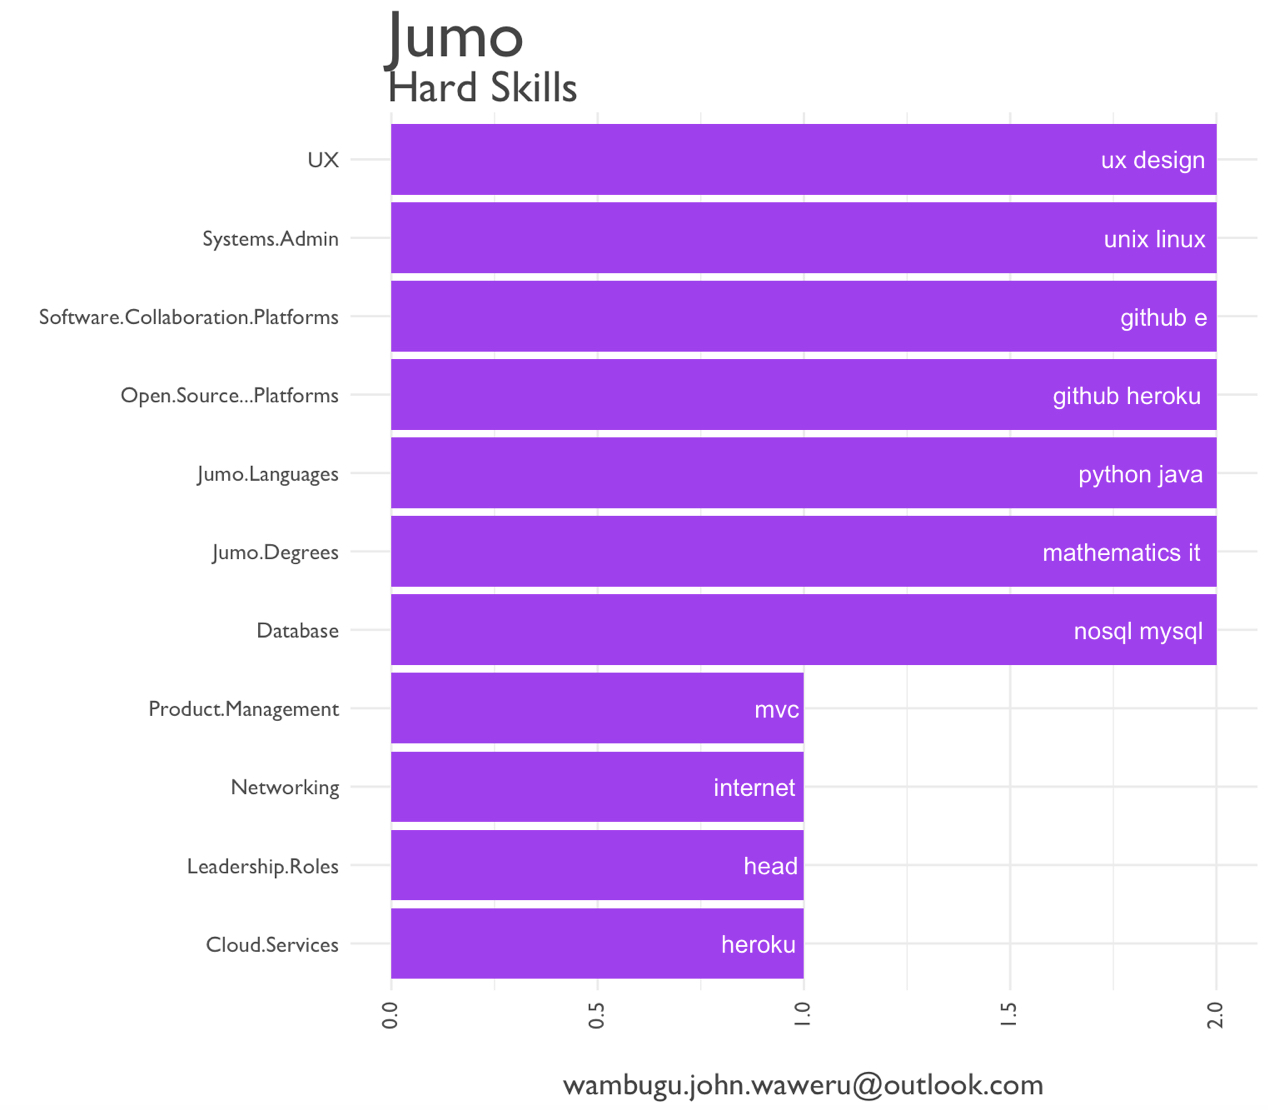 Jumo
Hard Skills
UX
ux design
Systems.Admin
unix linux
Software.Collaboration.Platforms
github e
Open.Source...Platforms
github heroku
Jumo.Languages
python java
Jumo.Degrees
mathematics it
Database
nosql mysql
Product.Management
mvc
Networking
internet
Leadership.Roles
head
Cloud.Services
heroku
0.0
0.5
1.0
1.5
2.0
wambugu.john.waweru@outlook.com